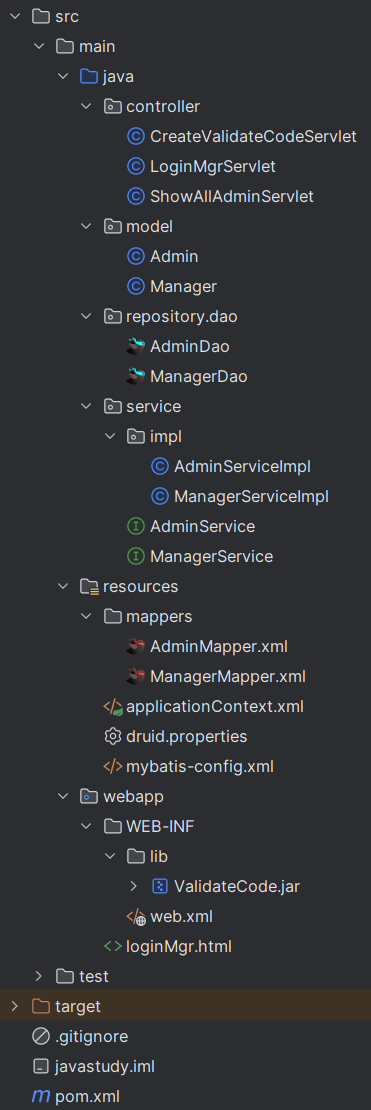 src
main
java
controller
CreateValidateCodeServlet
LoginMgrServlet
ShowAllAdminServlet
model
Admin
Manager
repository.dao
AdminDao
ManagerDao
service
impl
AdminServiceImpl
ManagerServiceImpl
AdminService
ManagerService
resources
mappers
AdminMapper.xml
ManagerMapper.xml
applicationContext.xml
druid.properties
mybatis-config.xml
webapp
WEB-INF
lib
ValidateCode.jar
web.xml
loginMgr.html
test
target
.gitignore
javastudy.iml
pom.xml